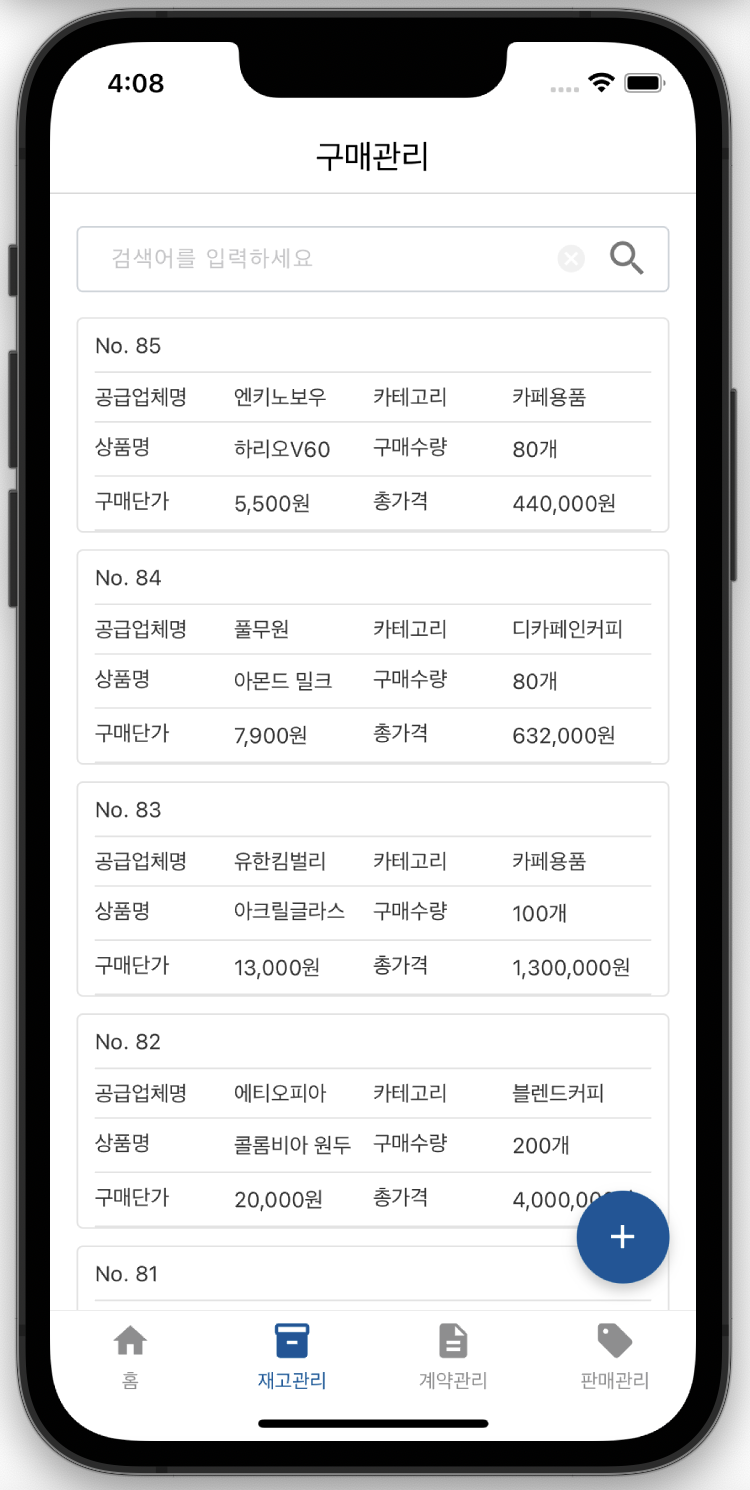 4:08
구매관리
검색어를 입력하세요
No. 85
공급업체명 엔키노보우 카테고리 카페용품
상품명 하리오V60 구매수량 80개
구매단가 5,500원 총가격 440,000원
No. 84
공급업체명 풀무원 카테고리 디카페인커피
상품명 아몬드 밀크 구매수량 80개
구매단가 7,900원 총가격 632,000원
No. 83
공급업체명 유한킴벌리 카테고리 카페용품
상품명 아크릴글라스 구매수량 100개
구매단가 13,000원 총가격 1,300,000원
No. 82
공급업체명 에티오피아 카테고리 블렌드커피
상품명 콜롬비아 원두 구매수량 200개
구매단가 20,000원 총가격
No. 81
홈 재고관리 계약관리 판매관리